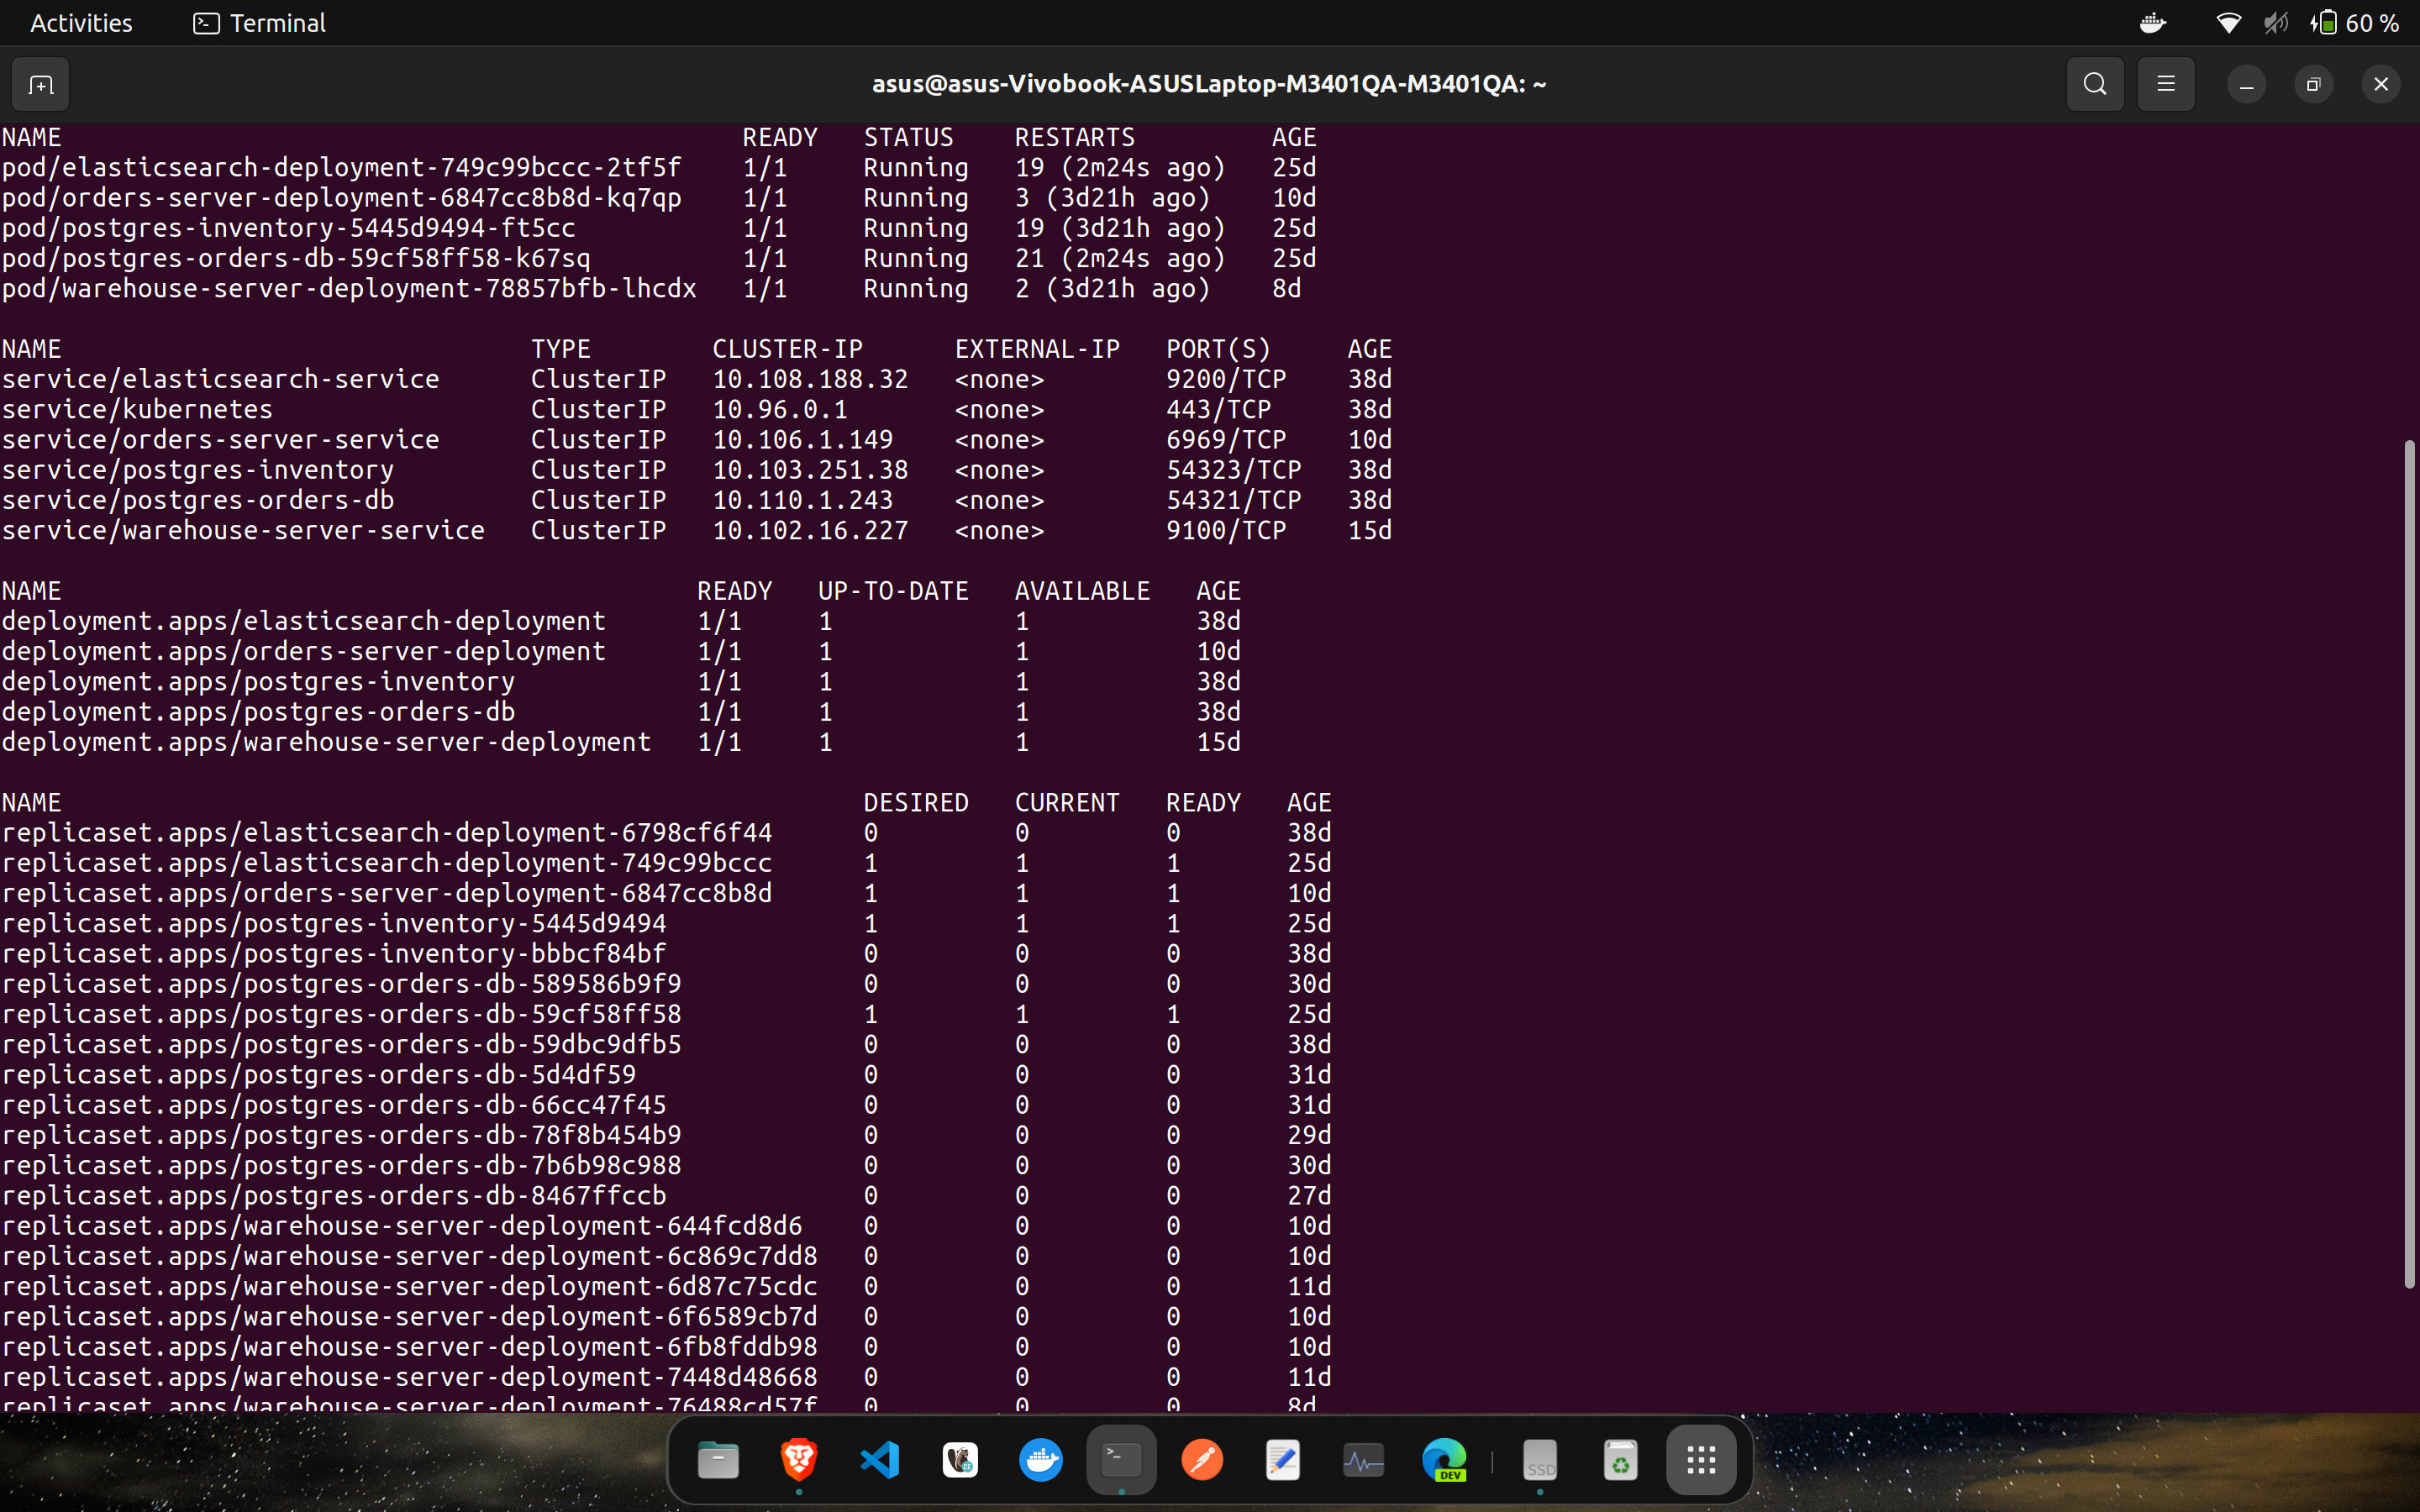 Activities Terminal 60 %
asus@asus-Vivobook-ASUSLaptop-M3401QA-M3401QA: ~
NAME READY STATUS RESTARTS AGE
pod/elasticsearch-deployment-749c99bccc-2tf5f 1/1 Running 19 (2m24s ago) 25d
pod/orders-server-deployment-6847cc8b8d-kq7qp 1/1 Running 3 (3d21h ago) 10d
pod/postgres-inventory-5445d9494-ft5cc 1/1 Running 19 (3d21h ago) 25d
pod/postgres-orders-db-59cf58ff58-k67sq 1/1 Running 21 (2m24s ago) 25d
pod/warehouse-server-deployment-78857bfb-lhcdx 1/1 Running 2 (3d21h ago) 8d
NAME TYPE CLUSTER-IP EXTERNAL-IP PORT(S) AGE
service/elasticsearch-service ClusterIP 10.108.188.32 <none> 9200/TCP 38d
service/kubernetes ClusterIP 10.96.0.1 <none> 443/TCP 38d
service/orders-server-service ClusterIP 10.106.1.149 <none> 6969/TCP 10d
service/postgres-inventory ClusterIP 10.103.251.38 <none> 54323/TCP 38d
service/postgres-orders-db ClusterIP 10.110.1.243 <none> 54321/TCP 38d
service/warehouse-server-service ClusterIP 10.102.16.227 <none> 9100/TCP 15d
NAME READY UP-TO-DATE AVAILABLE AGE
deployment.apps/elasticsearch-deployment 1/1 1 1 38d
deployment.apps/orders-server-deployment 1/1 1 1 10d
deployment.apps/postgres-inventory 1/1 1 1 38d
deployment.apps/postgres-orders-db 1/1 1 1 38d
deployment.apps/warehouse-server-deployment 1/1 1 1 15d
NAME DESIRED CURRENT READY AGE
replicaset.apps/elasticsearch-deployment-6798cf6f44 0 0 0 38d
replicaset.apps/elasticsearch-deployment-749c99bccc 1 1 1 25d
replicaset.apps/orders-server-deployment-6847cc8b8d 1 1 1 10d
replicaset.apps/postgres-inventory-5445d9494 1 1 1 25d
replicaset.apps/postgres-inventory-bbbcf84bf 0 0 0 38d
replicaset.apps/postgres-orders-db-589586b9f9 0 0 0 30d
replicaset.apps/postgres-orders-db-59cf58ff58 1 1 1 25d
replicaset.apps/postgres-orders-db-59dbc9dfb5 0 0 0 38d
replicaset.apps/postgres-orders-db-5d4df59 0 0 0 31d
replicaset.apps/postgres-orders-db-66cc47f45 0 0 0 31d
replicaset.apps/postgres-orders-db-78f8b454b9 0 0 0 29d
replicaset.apps/postgres-orders-db-7b6b98c988 0 0 0 30d
replicaset.apps/postgres-orders-db-8467ffccb 0 0 0 27d
replicaset.apps/warehouse-server-deployment-644fcd8d6 0 0 0 10d
replicaset.apps/warehouse-server-deployment-6c869c7dd8 0 0 0 10d
replicaset.apps/warehouse-server-deployment-6d87c75cdc 0 0 0 11d
replicaset.apps/warehouse-server-deployment-6f6589cb7d 0 0 0 10d
replicaset.apps/warehouse-server-deployment-6fb8fddb98 0 0 0 10d
replicaset.apps/warehouse-server-deployment-7448d48668 0 0 0 11d
replicaset.apps/warehouse-server-deployment-76488cd57f 0 0 0 8d
DEV
SSD